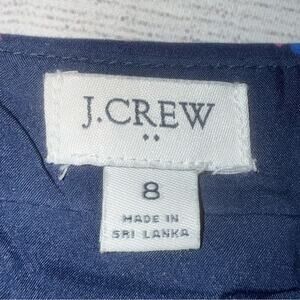 J.CREW
8
MADE IN
SRI LANKA